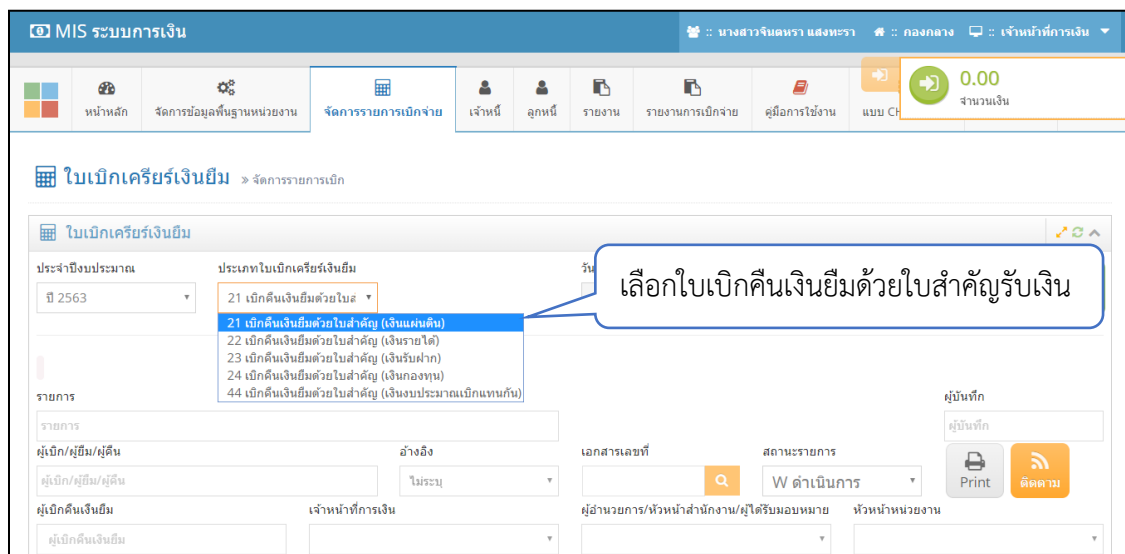 MIS ระบบการเงิน
:: นางสาวจินตหรา แสงทะรา :: กองกลาง :: เจ้าหน้าที่การเงิน
0.00
จำนวนเงิน
หน้าหลัก จัดการข้อมูลพื้นฐานหน่วยงาน จัดการรายการเบิกจ่าย เจ้าหนี้ ลูกหนี้ รายงาน รายงานการเบิกจ่าย คู่มือการใช้งาน แบบ
ใบเบิกเครียร์เงินยืม » จัดการรายการเบิก
ใบเบิกเครียร์เงินยืม
ประจำปีงบประมาณ ประเภทใบเบิกเครียร์เงินยืม
เลือกใบเบิกคืนเงินยืมด้วยใบสำคัญรับเงิน
ปี 2563 21 เบิกคืนเงินยืมด้วยใบส
21 เบิกคืนเงินยืมด้วยใบสำคัญ (เงินแผ่นดิน)
22 เบิกคืนเงินยืมด้วยใบสำคัญ (เงินรายได้)
23 เบิกคืนเงินยืมด้วยใบสำคัญ (เงินรับฝาก)
24 เบิกคืนเงินยืมด้วยใบสำคัญ (เงินกองทุน)
44 เบิกคืนเงินยืมด้วยใบสำคัญ (เงินงบประมาณเบิกแทนกัน)
รายการ ผู้บันทึก
รายการ ผู้บันทึก
ผู้เบิก/ผู้ยืม/ผู้คืน อ้างอิง เอกสารเลขที่ สถานะรายการ
ผู้เบิก/ผู้ยืม/ผู้คืน ไม่ระบุ W ดำเนินการ Print ติดตาม
ผู้เบิกคืนเงินยืม เจ้าหน้าที่การเงิน ผู้อำนวยการ/หัวหน้าสำนักงาน/ผู้ได้รับมอบหมาย หัวหน้าหน่วยงาน
ผู้เบิกคืนเงินยืม